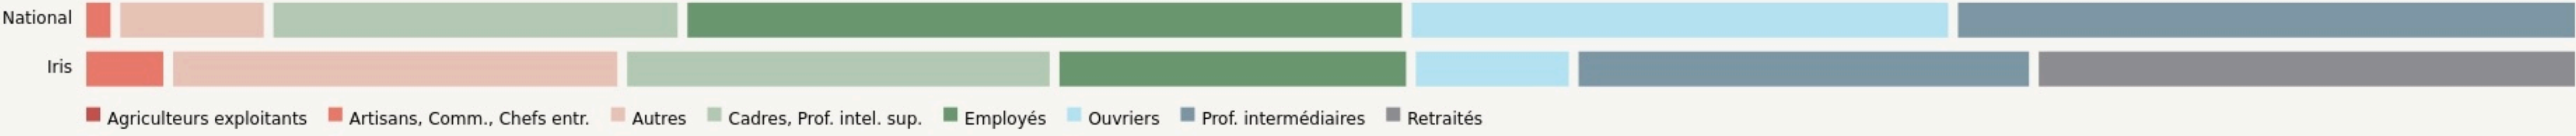 National
Iris
Agriculteurs exploitants Artisans, Comm., Chefs entr. Autres Cadres, Prof. intel. sup. Employés Ouvriers Prof. intermédiaires Retraités